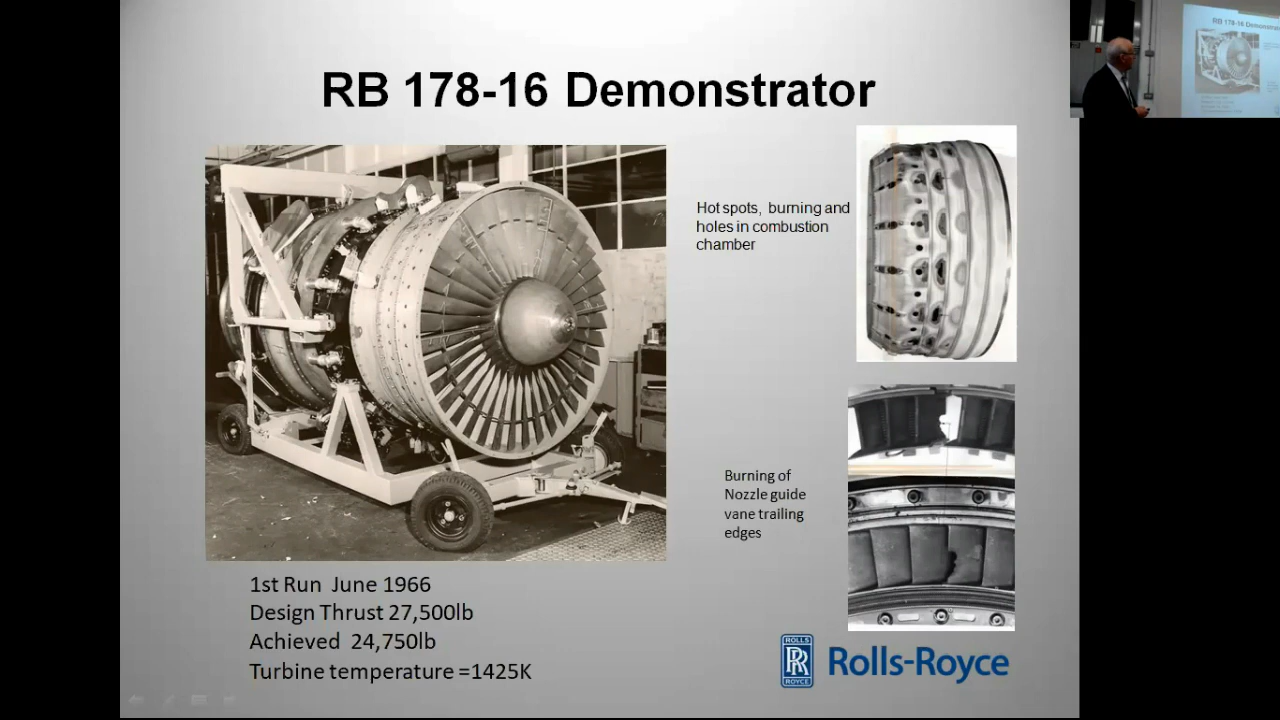 RB 178-16 Demonstrator
Hot spots, burning and
holes in combustion
chamber
Burning of
Nozzle guide
vane trailing
edges
1st Run June 1966
Design Thrust 27,500lb
Achieved 24,750lb
Turbine temperature =1425K
ROLLS
RR
ROYCE
Rolls-Royce
RB 178-16 Demonstrat